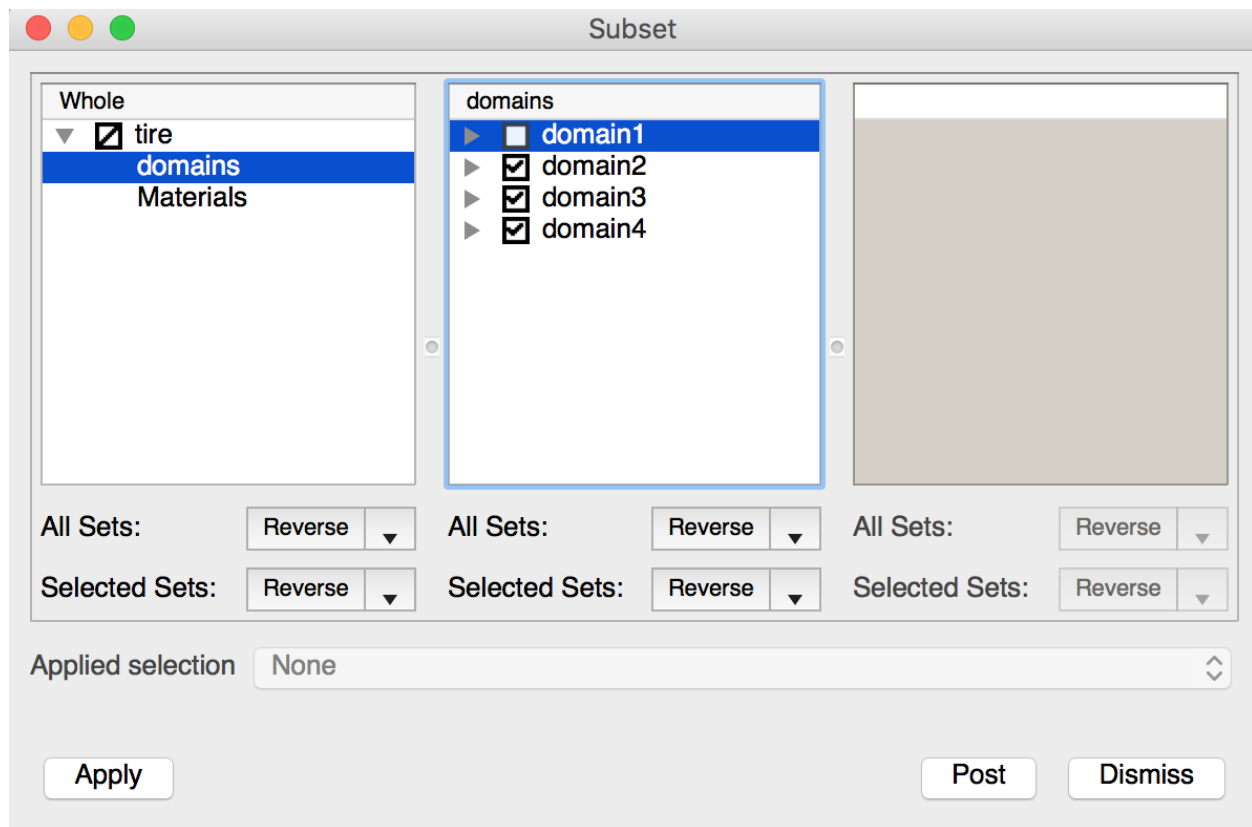 Subset
Whole
tire
domains
Materials
domains
domain1
domain2
domain3
domain4
All Sets: Reverse
Selected Sets: Reverse
All Sets: Reverse
Selected Sets: Reverse
All Sets: Reverse
Selected Sets: Reverse
Applied selection None
Apply Post Dismiss